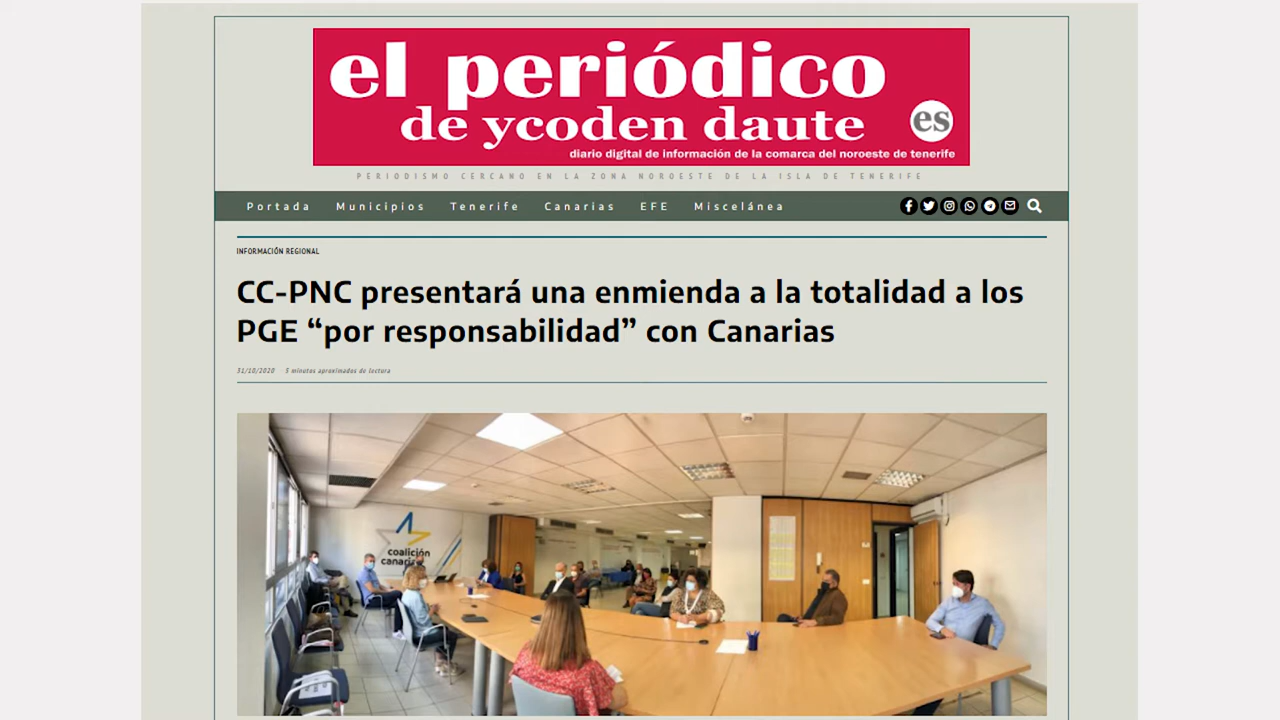 el periódico
de ycoden daute
es
diario digital de información de la comarca del noroeste de tenerife
PERIODISMO CERCANO EN LA ZONA NOROESTE DE LA ISLA DE TENERIFE
Portada Municipios Tenerife Canarias EFE Miscelánea
INFORMACIÓN REGIONAL
CC-PNC presentará una enmienda a la totalidad a los
PGE “por responsabilidad” con Canarias
31/10/2020 5 minutos aproximados de lectura
coalición
canaria